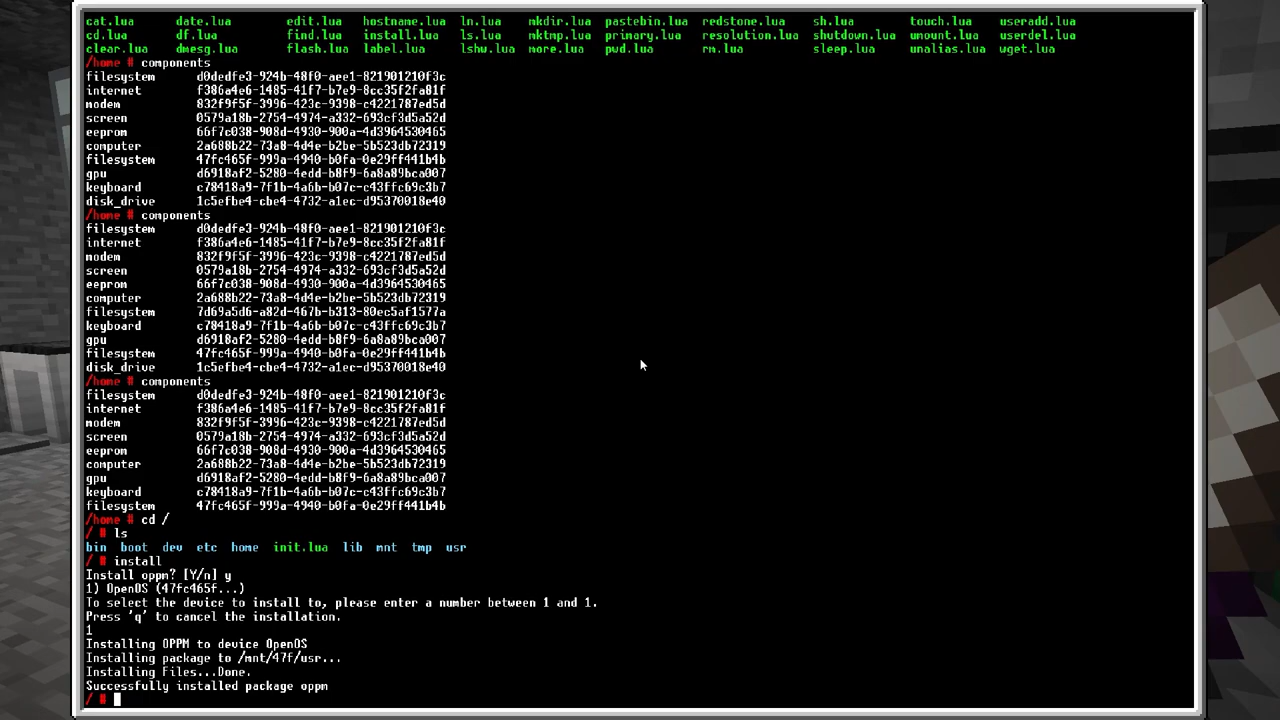 cat.lua date.lua edit.lua hostname.lua ln.lua mkdir.lua pastebin.lua redstone.lua sh.lua touch.lua useradd.lua
cd.lua df.lua find.lua install.lua ls.lua mktmp.lua primary.lua resolution.lua shutdown.lua umount.lua userdel.lua
clear.lua dmesg.lua flash.lua label.lua lshw.lua more.lua pwd.lua rm.lua sleep.lua unalias.lua wget.lua
/home # components
filesystem d0dedfe3-924b-48f0-aee1-821901210f3c
internet f386a4e6-1485-41f7-b7e9-8cc35f2fa81f
modem 832f9f5f-3996-423c-9398-c4221787ed5d
screen 0579a18b-2754-4974-a332-693cf3d5a52d
eeprom 66f7c038-908d-4930-900a-4d3964530465
computer 2a688b22-73a8-4d4e-b2be-5b523db72319
filesystem 47fc465f-999a-4940-b0fa-0e29ff441b4b
gpu d6918af2-5280-4edd-b8f9-6a8a89bca007
keyboard c78418a9-7f1b-4a6b-b07f-c43ffc69c3b7
disk_drive 1c5efbe4-cbe4-4732-a1ec-d95370018e40
/home # components
filesystem d0dedfe3-924b-48f0-aee1-821901210f3c
internet f386a4e6-1485-41f7-b7e9-8cc35f2fa81f
modem 832f9f5f-3996-423c-9398-c4221787ed5d
screen 0579a18b-2754-4974-a332-693cf3d5a52d
eeprom 66f7c038-908d-4930-900a-4d3964530465
computer 2a688b22-73a8-4d4e-b2be-5b523db72319
filesystem 7d69a5d6-a82d-467b-b313-80ec5af1577a
keyboard c78418a9-7f1b-4a6b-b07f-c43ffc69c3b7
gpu d6918af2-5280-4edd-b8f9-6a8a89bca007
filesystem 47fc465f-999a-4940-b0fa-0e29ff441b4b
disk_drive 1c5efbe4-cbe4-4732-a1ec-d95370018e40
/home # components
filesystem d0dedfe3-924b-48f0-aee1-821901210f3c
internet f386a4e6-1485-41f7-b7e9-8cc35f2fa81f
modem 832f9f5f-3996-423c-9398-c4221787ed5d
screen 0579a18b-2754-4974-a332-693cf3d5a52d
eeprom 66f7c038-908d-4930-900a-4d3964530465
computer 2a688b22-73a8-4d4e-b2be-5b523db72319
gpu d6918af2-5280-4edd-b8f9-6a8a89bca007
keyboard c78418a9-7f1b-4a6b-b07f-c43ffc69c3b7
filesystem 47fc465f-999a-4940-b0fa-0e29ff441b4b
/home # cd /
/ # ls
bin boot dev etc home init.lua lib mnt tmp usr
/ # install
Install oppm? [Y/n] y
1) OpenOS (47fc465f...)
To select the device to install to, please enter a number between 1 and 1.
Press 'q' to cancel the installation.
1
Installing OPPM to device OpenOS
Installing package to /mnt/47f/usr...
Installing Files...Done.
Successfully installed package oppm
/ #